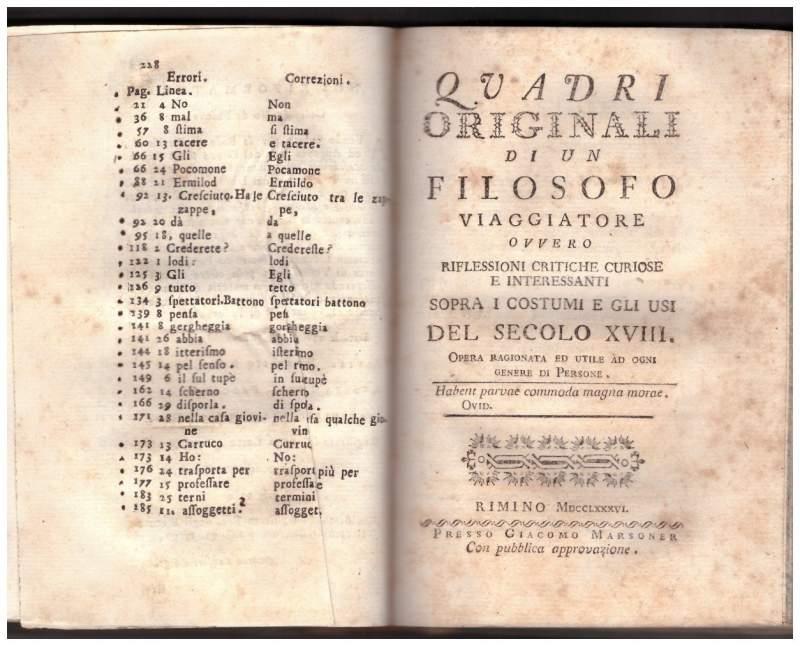 228
Errori. Correzioni.
Pag. Linea.
21 4 No Non
36 8 mal ma
57 8 ſtima ſi ſtima
60 13 tacere e tacere.
66 15 Gli Egli
66 24 Pocomone Pocamone
88 21 Ermilod Ermildo
92 13. Creſciuto. Ha le Creſciuto tra le zap-
zappe, pe,
92 20 dà da
95 18, quelle a quelle
118 2 Crederete? Credereſte?
122 1 lodi: lodi
125 3 Gli Egli
126 9 tutto tetto
134 3 ſpettatori. Battono ſpettatori battono
139 8 penſa peſa
141 8 gergheggia gorgheggia
141 26 abbia abbia
144 18 itteriſmo iſteriſmo
145 14 pel ſenſo. pel
149 6 il ſul tupè in tupè
162 14 ſcherno ſcherno
166 29 diſporla. di
171 28 nella caſa giovi- nella qualche gio-
ne vin
173 13 Carruco Curruc
173 14 Ho: No:
176 24 traſporta per traſport più per
177 15 profeſſare profeſſa e
183 25 terni termini
185 11. aſſoggetti. 2 aſſogget.
QUADRI
ORIGINALI
DI UN
FILOSOFO
VIAGGIATORE
OVVERO
RIFLESSIONI CRITICHE CURIOSE
E INTERESSANTI
SOPRA I COSTUMI E GLI USI
DEL SECOLO XVIII.
OPERA RAGIONATA ED UTILE AD OGNI
GENERE DI PERSONE.
Habent parvae commoda magna morae.
OVID.
RIMINO MDCCLXXXVI.
PRESSO GIACOMO MARSONER
Con pubblica approvazione.